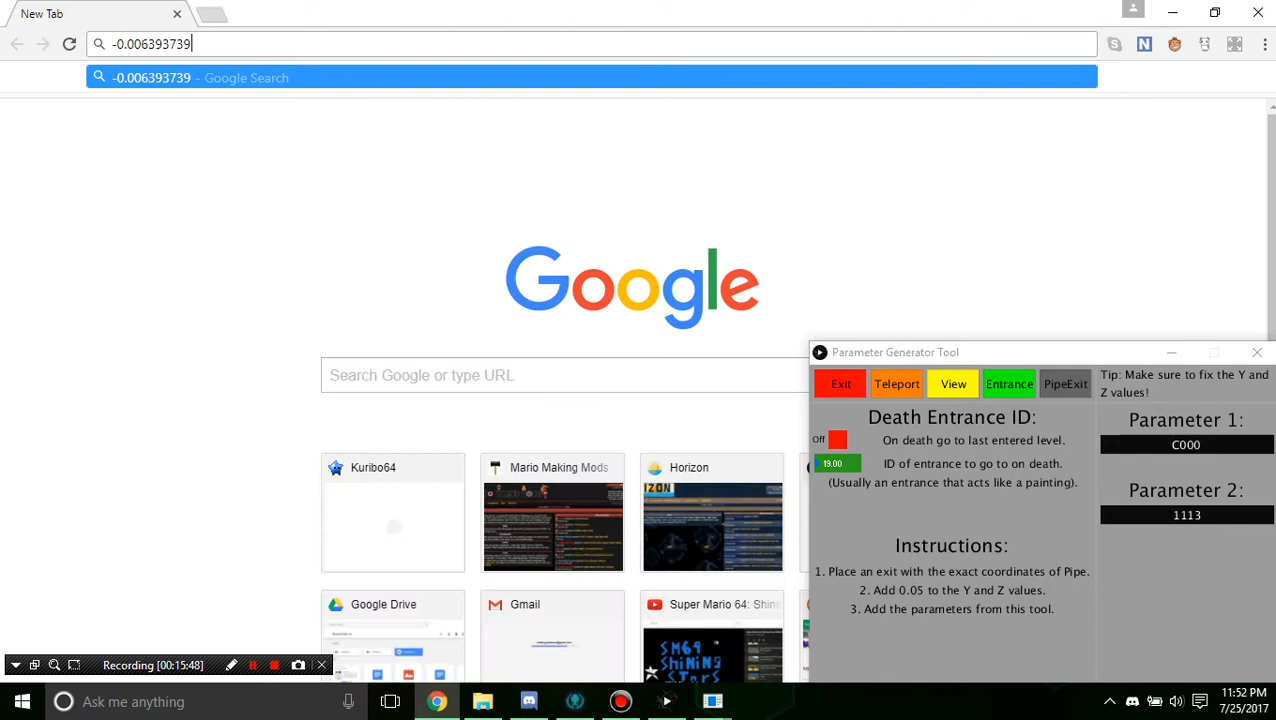 New Tab
-0.006393739
-0.006393739 - Google Search
Google
Search Google or type URL
Parameter Generator Tool
Exit Teleport View Entrance PipeExit
Tip: Make sure to fix the Y and
Z values!
Death Entrance ID:
Off On death go to last entered level.
19.00 ID of entrance to go to on death.
(Usually an entrance that acts like a painting).
Parameter 1:
C000
Parameter 2:
1113
Instructions:
1. Place an exit with the exact coordinates of Pipe.
2. Add 0.05 to the Y and Z values.
3. Add the parameters from this tool.
Kuribo64 Mario Making Mods Horizon
IZON
Google Drive Gmail Super Mario 64: Shini
SM64
SHINING
STARS
Recording [00:15:48]
Ask me anything
11:52 PM
7/25/2017